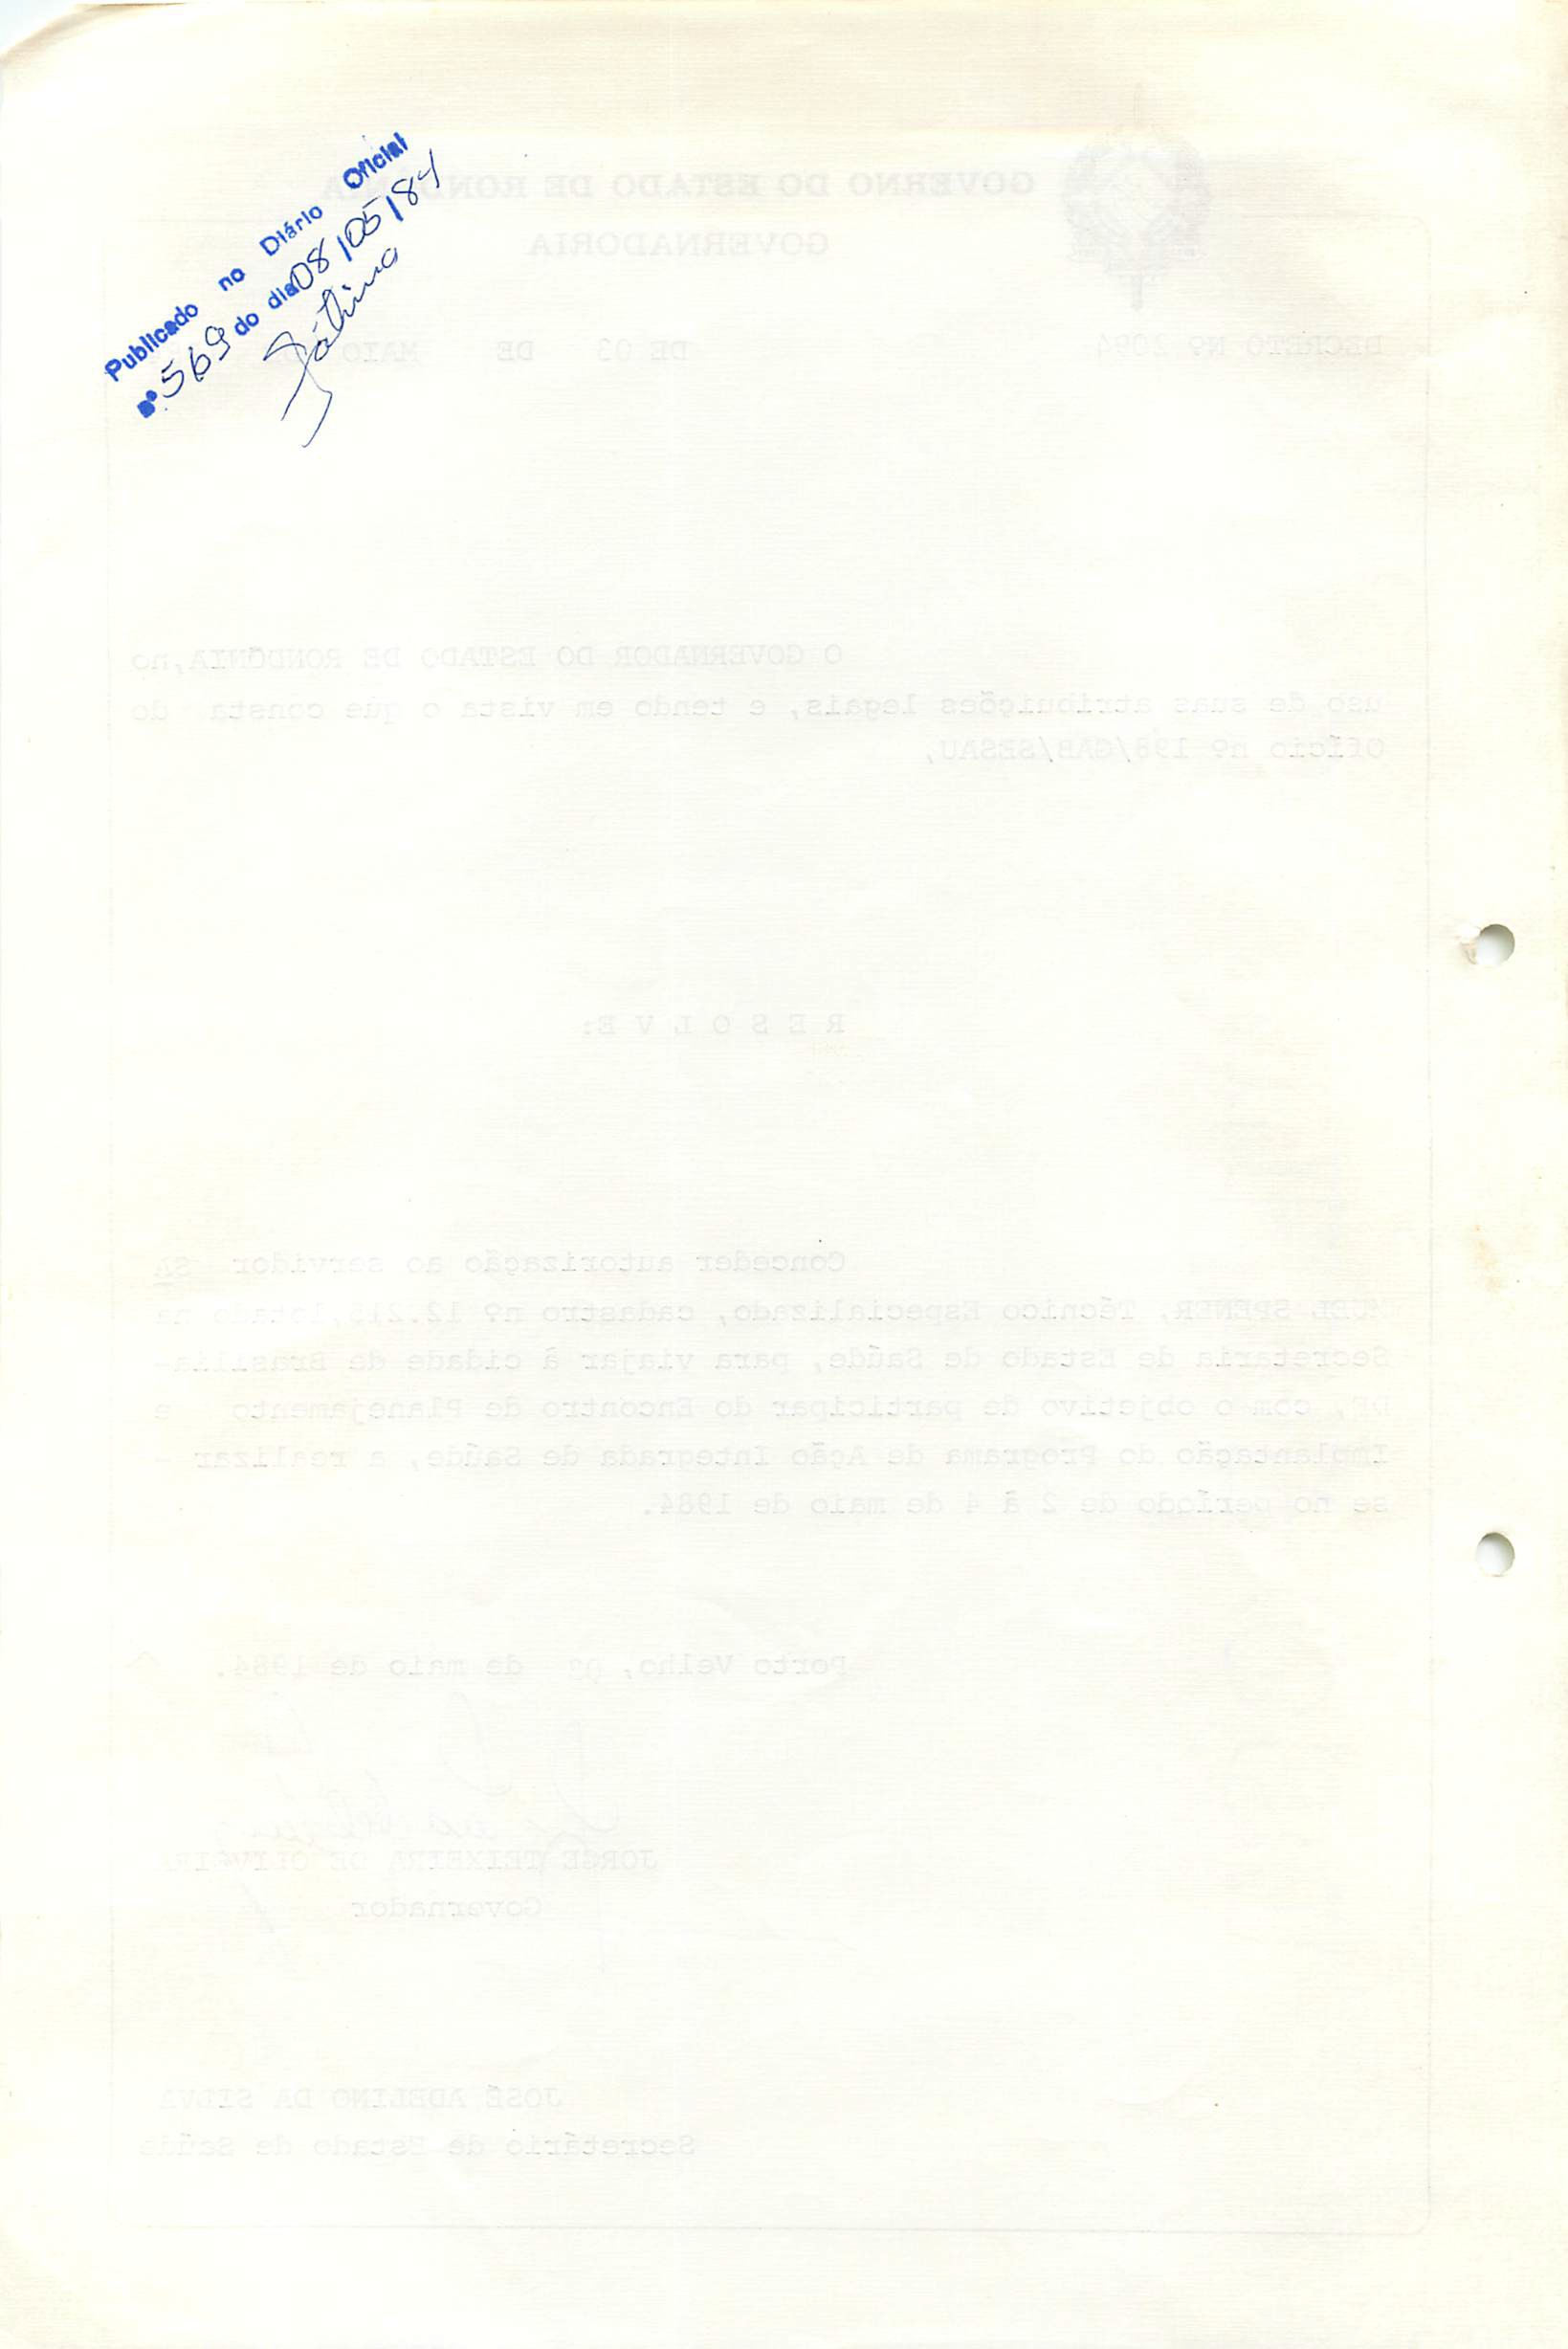 Publicado no Diário Oficial
nº 569 do dia 08/05/84
Fátima
GOVERNO DO ESTADO DE RONDÔNIA
GOVERNADORIA
DECRETO Nº 2094 DE 03 DE MAIO
O GOVERNADOR DO ESTADO DE RONDÔNIA, no
uso de suas atribuições legais, e tendo em vista o que consta do
Ofício nº 198/GAB/SESAU,
R E S O L V E:
Conceder autorização ao servidor SA
MUEL SPENER, Técnico Especializado, cadastro nº 12.215, lotado na
Secretaria de Estado de Saúde, para viajar à cidade de Brasília-
DF, com o objetivo de participar do Encontro de Planejamento e
Implantação do Programa de Ação Integrada de Saúde, a realizar -
se no período de 2 à 4 de maio de 1984.
Porto Velho, 03 de maio de 1984.
JORGE TEIXEIRA DE OLIVEIRA
Governador
JOSÉ ADELINO DA SILVA
Secretário de Estado de Saúde